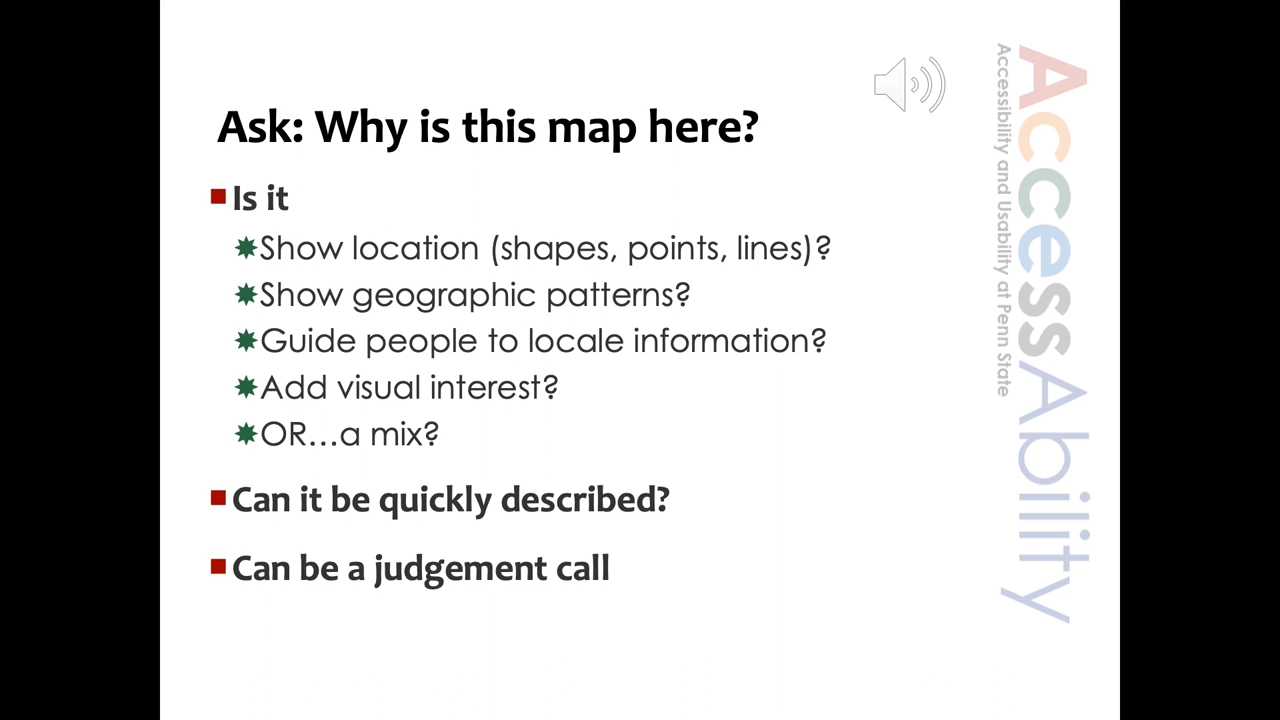 Ask: Why is this map here?
Is it
Show location (shapes, points, lines)?
Show geographic patterns?
Guide people to locale information?
Add visual interest?
OR…a mix?
Can it be quickly described?
Can be a judgement call
AccessAbility
Accessibility and Usability at Penn State